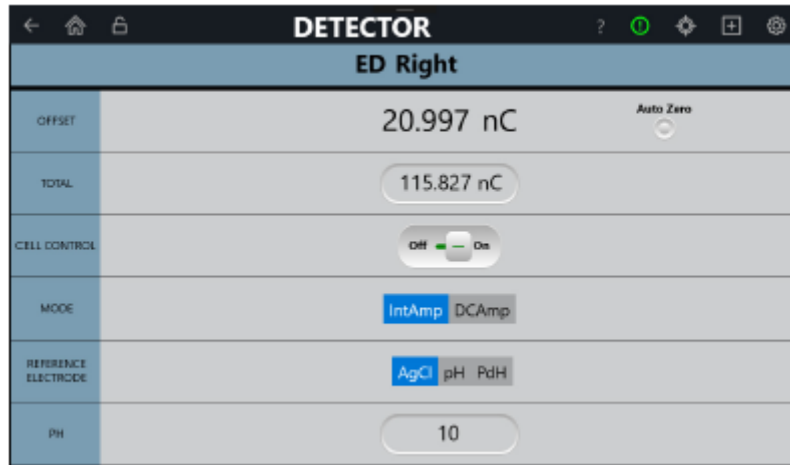 DETECTOR ?
ED Right
OFFSET 20.997 nC Auto Zero
TOTAL 115.827 nC
CELL CONTROL Off On
MODE IntAmp DCAmp
REFERENCE
ELECTRODE AgCl pH PdH
PH 10